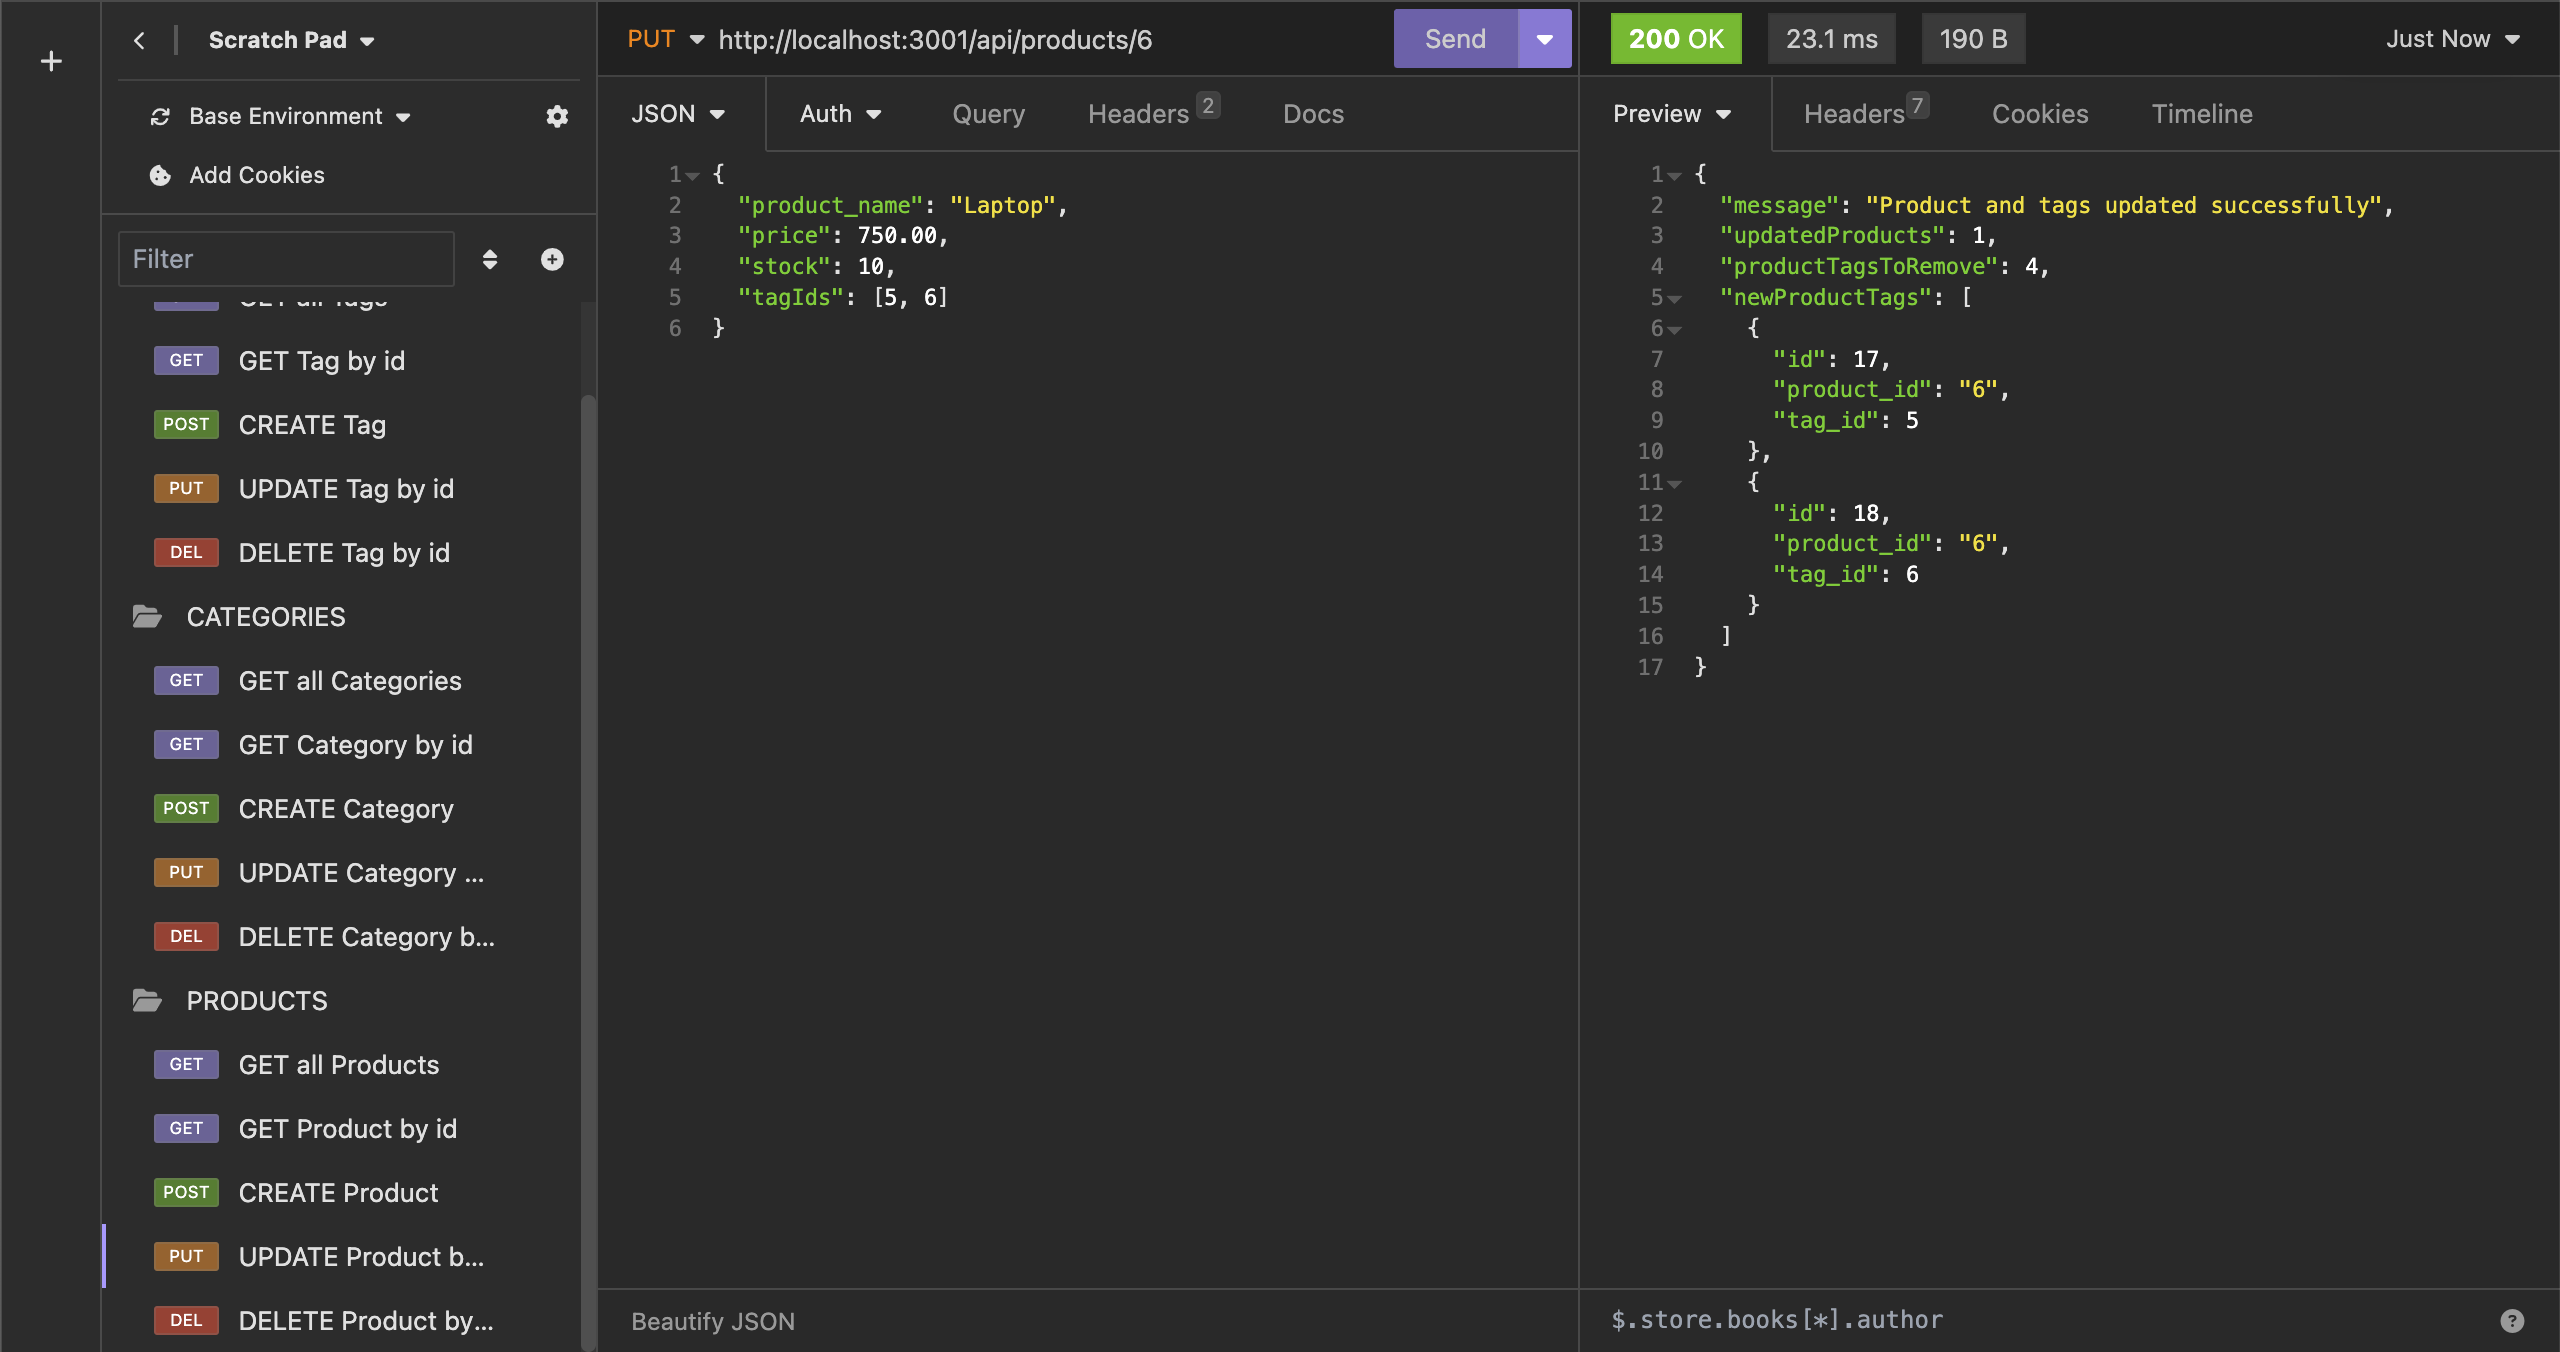 Scratch Pad
Base Environment
Add Cookies
Filter
GET all Tags
GET GET Tag by id
POST CREATE Tag
PUT UPDATE Tag by id
DEL DELETE Tag by id
CATEGORIES
GET GET all Categories
GET GET Category by id
POST CREATE Category
PUT UPDATE Category ...
DEL DELETE Category b...
PRODUCTS
GET GET all Products
GET GET Product by id
POST CREATE Product
PUT UPDATE Product b...
DEL DELETE Product by...
PUT http://localhost:3001/api/products/6 Send
JSON Auth Query Headers 2 Docs
1 {
2 "product_name": "Laptop",
3 "price": 750.00,
4 "stock": 10,
5 "tagIds": [5, 6]
6 }
Beautify JSON
200 OK 23.1 ms 190 B Just Now
Preview Headers 7 Cookies Timeline
1 {
2 "message": "Product and tags updated successfully",
3 "updatedProducts": 1,
4 "productTagsToRemove": 4,
5 "newProductTags": [
6 {
7 "id": 17,
8 "product_id": "6",
9 "tag_id": 5
10 },
11 {
12 "id": 18,
13 "product_id": "6",
14 "tag_id": 6
15 }
16 ]
17 }
$.store.books[*].author